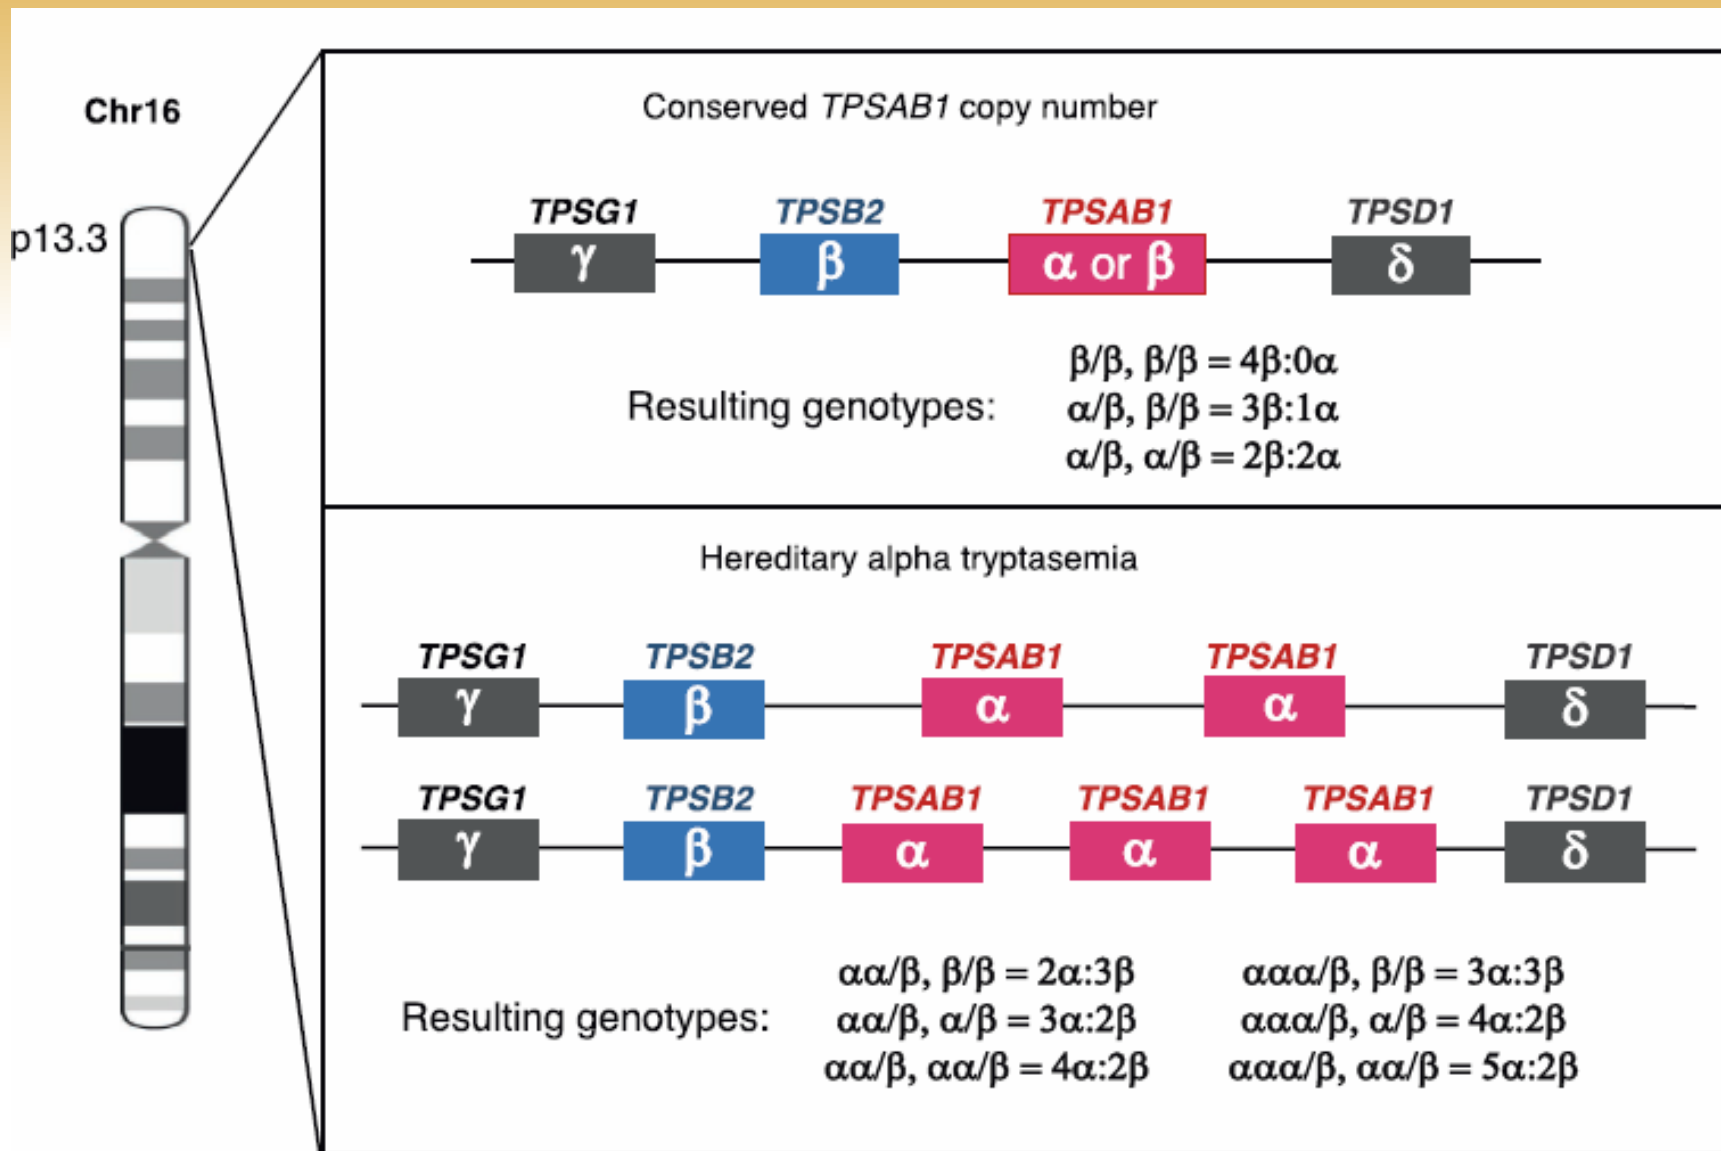 Chr16
p13.3
Conserved TPSAB1 copy number
TPSG1 TPSB2 TPSAB1 TPSD1
γ β α or β δ
Resulting genotypes:
β/β, β/β = 4β:0α
α/β, β/β = 3β:1α
α/β, α/β = 2β:2α
Hereditary alpha tryptasemia
TPSG1 TPSB2 TPSAB1 TPSAB1 TPSD1
γ β α α δ
TPSG1 TPSB2 TPSAB1 TPSAB1 TPSAB1 TPSD1
γ β α α α δ
Resulting genotypes:
αα/β, β/β = 2α:3β
αα/β, α/β = 3α:2β
αα/β, αα/β = 4α:2β
ααα/β, β/β = 3α:3β
ααα/β, α/β = 4α:2β
ααα/β, αα/β = 5α:2β